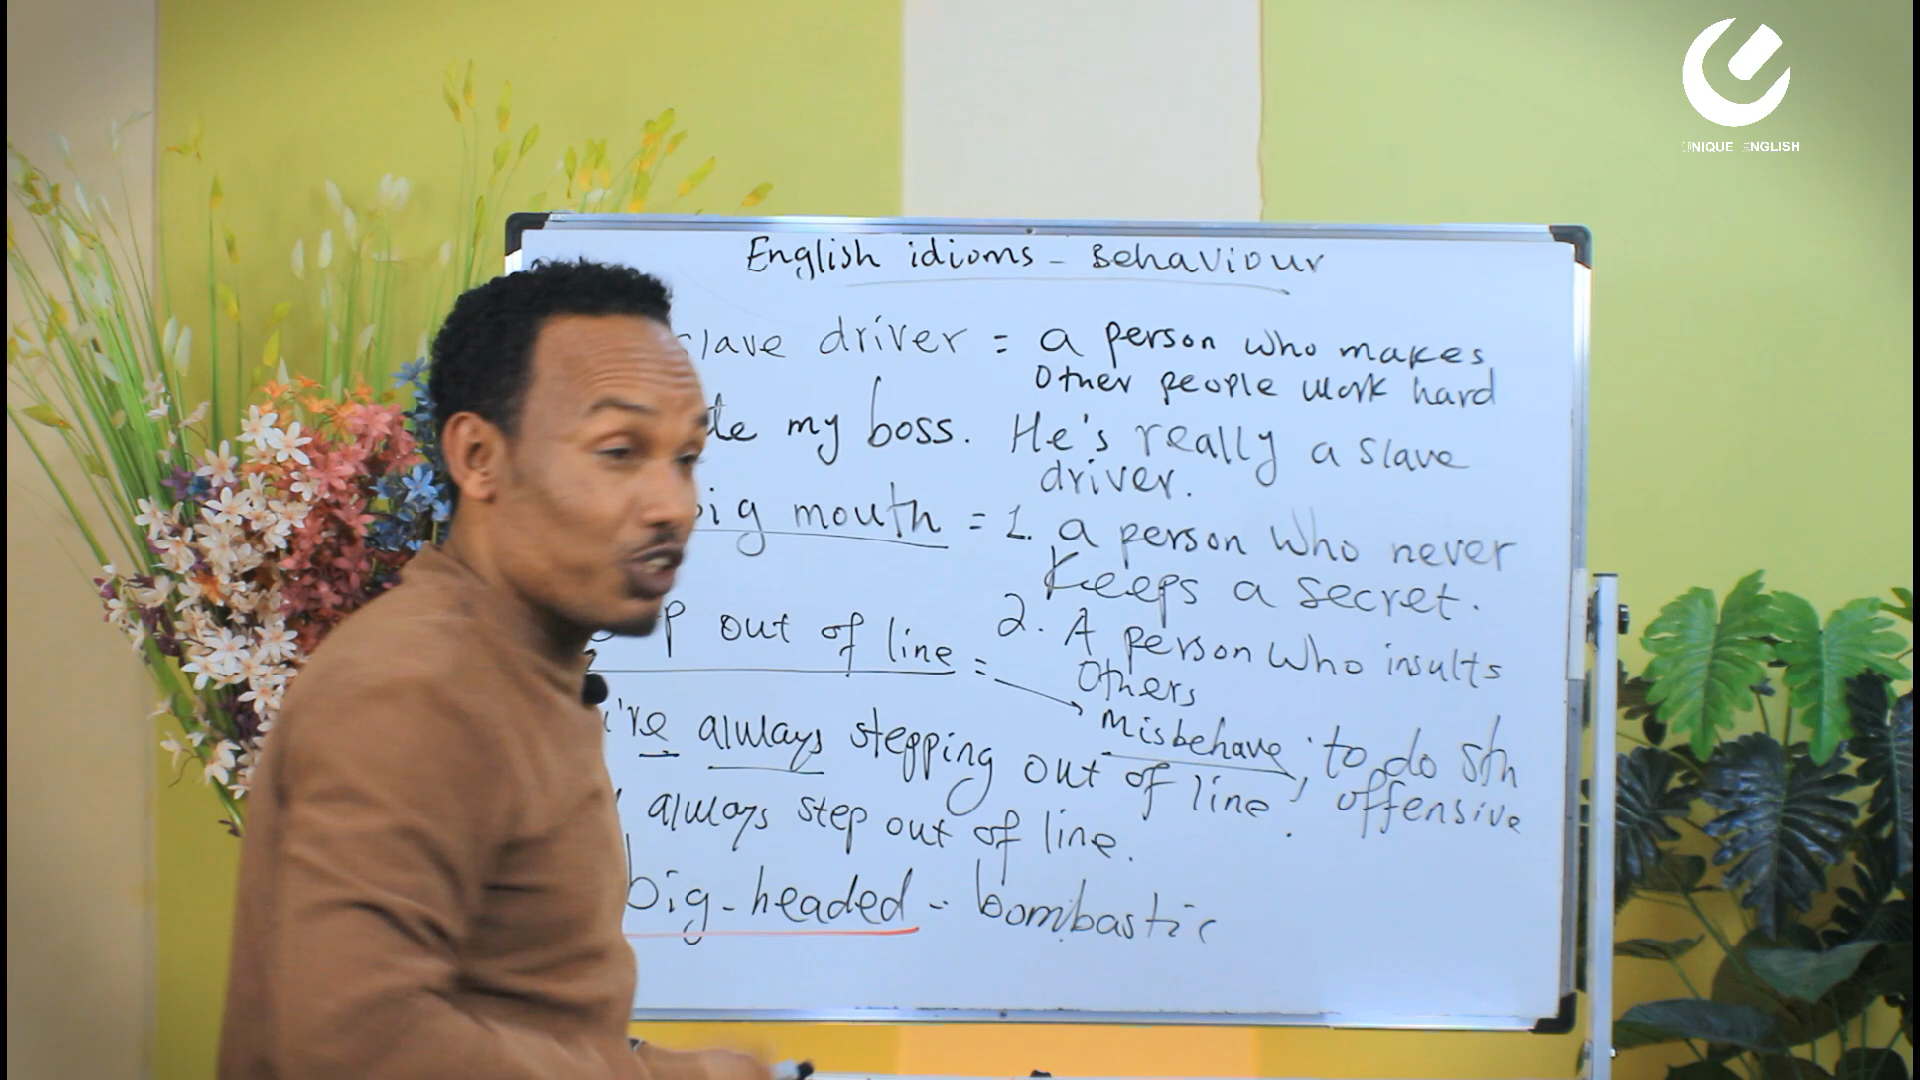 UNIQUE ENGLISH
English idioms - Behaviour
slave driver = a person who makes
other people work hard
my boss. He's really a slave
driver.
big mouth = 1. a person who never
keeps a secret.
out of line = 2. A person who insults
others
misbehave, to do sth
offensive
always stepping out of line.
always step out of line.
big-headed - bombastic